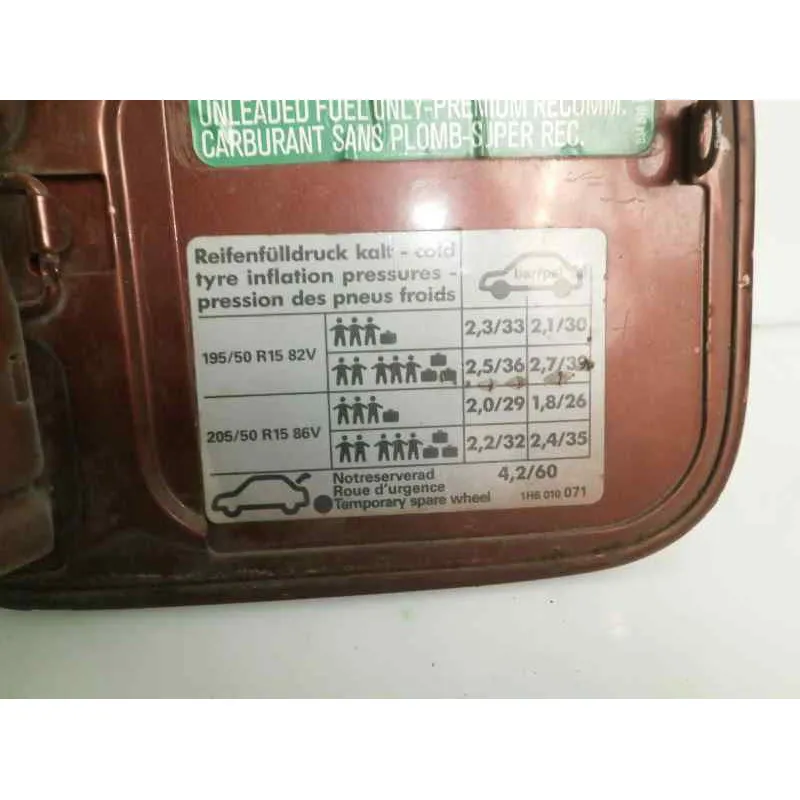 UNLEADED FUEL ONLY-PREMIUM RECOMM.
CARBURANT SANS PLOMB-SUPER REC.
Reifenfülldruck kalt - cold
tyre inflation pressures -
pression des pneus froids
bar/psi
195/50 R15 82V
2,3/33 2,1/30
2,5/36 2,7/39
205/50 R15 86V
2,0/29 1,8/26
2,2/32 2,4/35
Notreserverad
Roue d'urgence
Temporary spare wheel
4,2/60
1H6 010 071